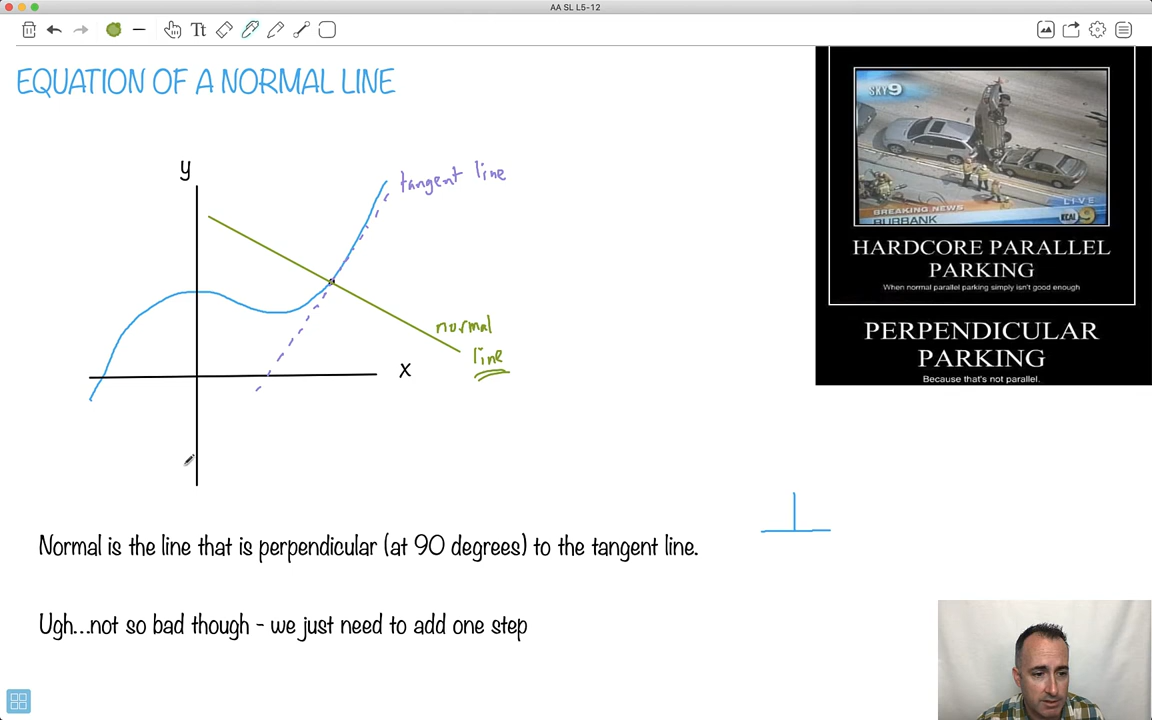 AA SL L5-12
Tt
EQUATION OF A NORMAL LINE
y
tangent line
normal
line
x
SKY9
BREAKING NEWS
BURBANK
LIVE
KCAL 9
HARDCORE PARALLEL
PARKING
When normal parallel parking simply isn't good enough
PERPENDICULAR
PARKING
Because that's not parallel.
Normal is the line that is perpendicular (at 90 degrees) to the tangent line.
Ugh...not so bad though - we just need to add one step